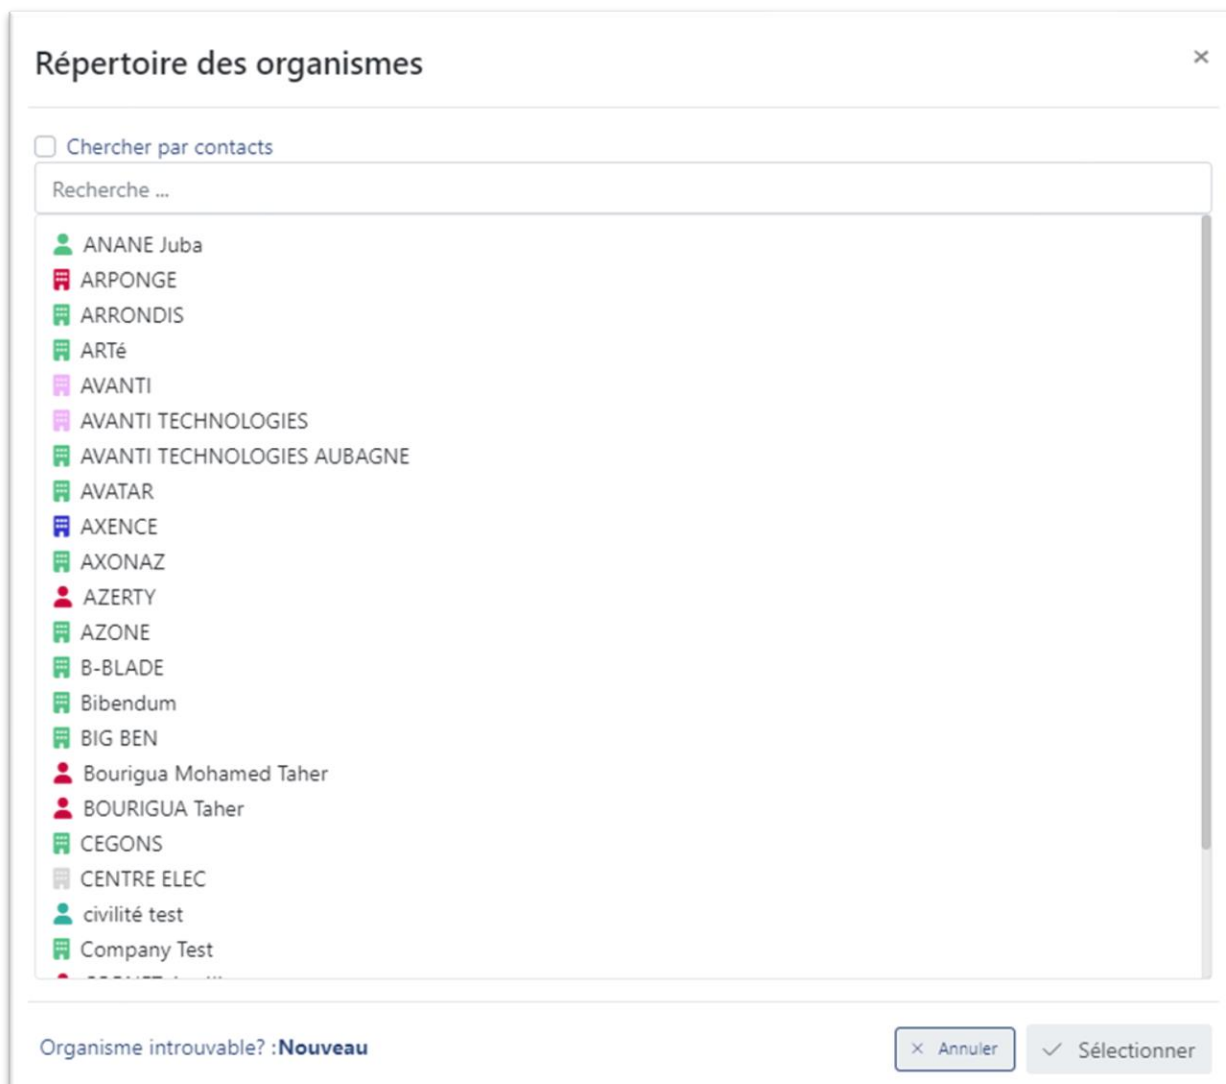 Répertoire des organismes
Chercher par contacts
Recherche ...
ANANE Juba
ARPONGE
ARRONDIS
ARTé
AVANTI
AVANTI TECHNOLOGIES
AVANTI TECHNOLOGIES AUBAGNE
AVATAR
AXENCE
AXONAZ
AZERTY
AZONE
B-BLADE
Bibendum
BIG BEN
Bourigua Mohamed Taher
BOURIGUA Taher
CEGONS
CENTRE ELEC
civilité test
Company Test
Organisme introuvable? :Nouveau
Annuler
Sélectionner